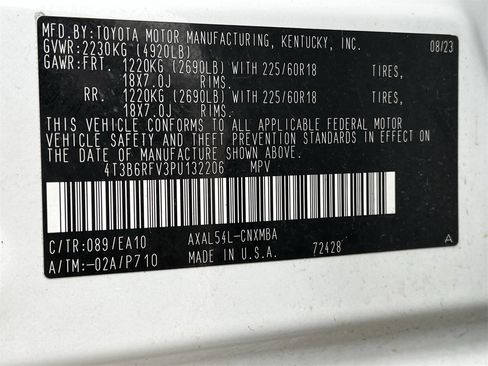 MFD.BY:TOYOTA MOTOR MANUFACTURING, KENTUCKY, INC. 08/23
GVWR:2230KG (4920LB)
GAWR:FRT. 1220KG (2690LB) WITH 225/60R18 TIRES,
18X7.0J RIMS.
RR. 1220KG (2690LB) WITH 225/60R18 TIRES,
18X7.0J RIMS.
THIS VEHICLE CONFORMS TO ALL APPLICABLE FEDERAL MOTOR
VEHICLE SAFETY AND THEFT PREVENTION STANDARDS IN EFFECT ON
THE DATE OF MANUFACTURE SHOWN ABOVE.
4T3B6RFV3PU132206 MPV
C/TR:089/EA10 AXAL54L-CNXMBA
A/TM:-02A/P710 MADE IN U.S.A. 72428 A